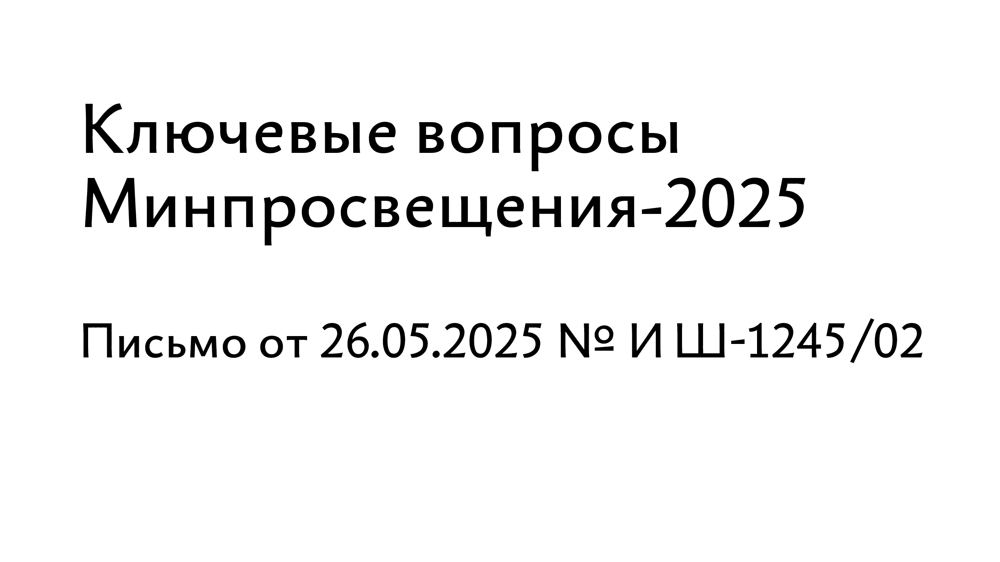 Ключевые вопросы
Минпросвещения-2025
Письмо от 26.05.2025 № И Ш-1245/02